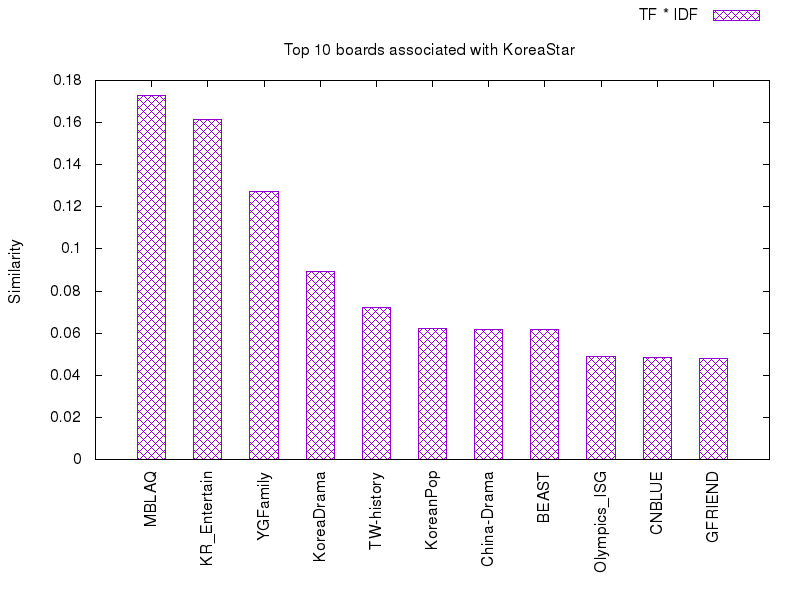 TF * IDF
Top 10 boards associated with KoreaStar
Similarity
0.18
0.16
0.14
0.12
0.1
0.08
0.06
0.04
0.02
0
MBLAQ
KR_Entertain
YGFamily
KoreaDrama
TW-history
KoreanPop
China-Drama
BEAST
Olympics_ISG
CNBLUE
GFRIEND